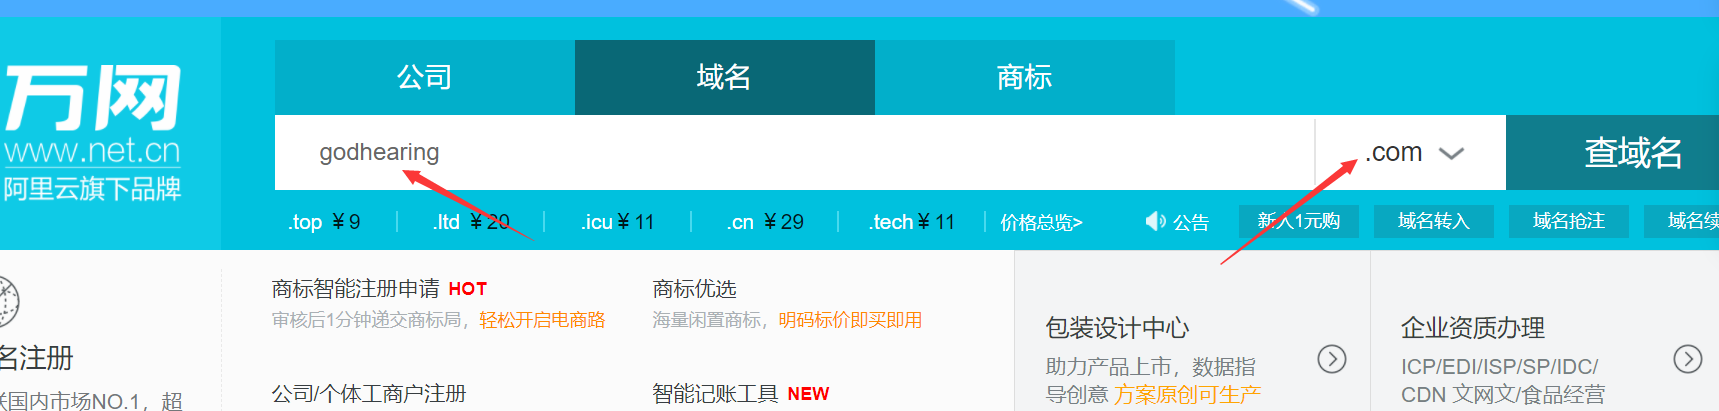 万网
www.net.cn
阿里云旗下品牌
公司 域名 商标
godhearing .com 查域名
.top ¥9 .ltd ¥20 .icu ¥11 .cn ¥29 .tech ¥11 价格总览> 公告 新人1元购 域名转入 域名抢注 域名续
名注册
联国内市场NO.1，超
商标智能注册申请 HOT
审核后1分钟递交商标局，轻松开启电商路
商标优选
海量闲置商标，明码标价即买即用
公司/个体工商户注册
智能记账工具 NEW
包装设计中心
助力产品上市，数据指
导创意 方案原创可生产
企业资质办理
ICP/EDI/ISP/SP/IDC/
CDN 文网文/食品经营